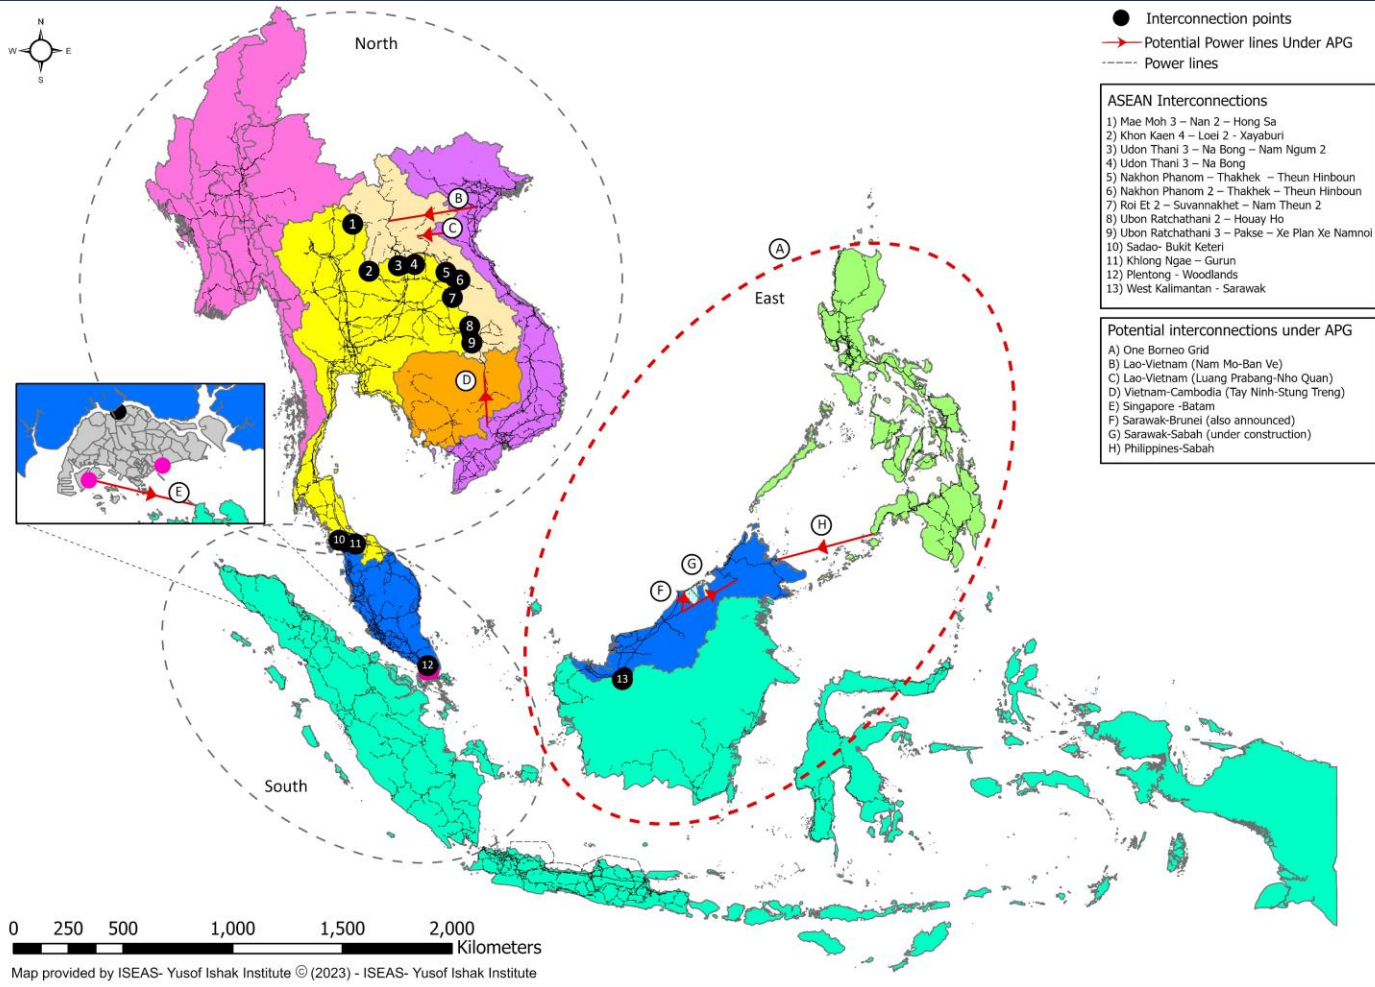 N
W E
S
North
Interconnection points
Potential Power lines Under APG
Power lines
ASEAN Interconnections
1) Mae Moh 3 – Nan 2 – Hong Sa
2) Khon Kaen 4 – Loei 2 - Xayaburi
3) Udon Thani 3 – Na Bong – Nam Ngum 2
4) Udon Thani 3 – Na Bong
5) Nakhon Phanom – Thakhek – Theun Hinboun
6) Nakhon Phanom 2 – Thakhek – Theun Hinboun
7) Roi Et 2 – Suvannakhet – Nam Theun 2
8) Ubon Ratchathani 2 – Houay Ho
9) Ubon Ratchathani 3 – Pakse – Xe Plan Xe Namnoi
10) Sadao- Bukit Keteri
11) Khlong Ngae – Gurun
12) Plentong - Woodlands
13) West Kalimantan - Sarawak
Potential interconnections under APG
A) One Borneo Grid
B) Lao-Vietnam (Nam Mo-Ban Ve)
C) Lao-Vietnam (Luang Prabang-Nho Quan)
D) Vietnam-Cambodia (Tay Ninh-Stung Treng)
E) Singapore -Batam
F) Sarawak-Brunei (also announced)
G) Sarawak-Sabah (under construction)
H) Philippines-Sabah
B
1
C
A
2
3
4
5
6
7
East
8
9
D
E
10
11
H
G
F
12
13
South
0 250 500 1,000 1,500 2,000
Kilometers
Map provided by ISEAS- Yusof Ishak Institute © (2023) - ISEAS- Yusof Ishak Institute